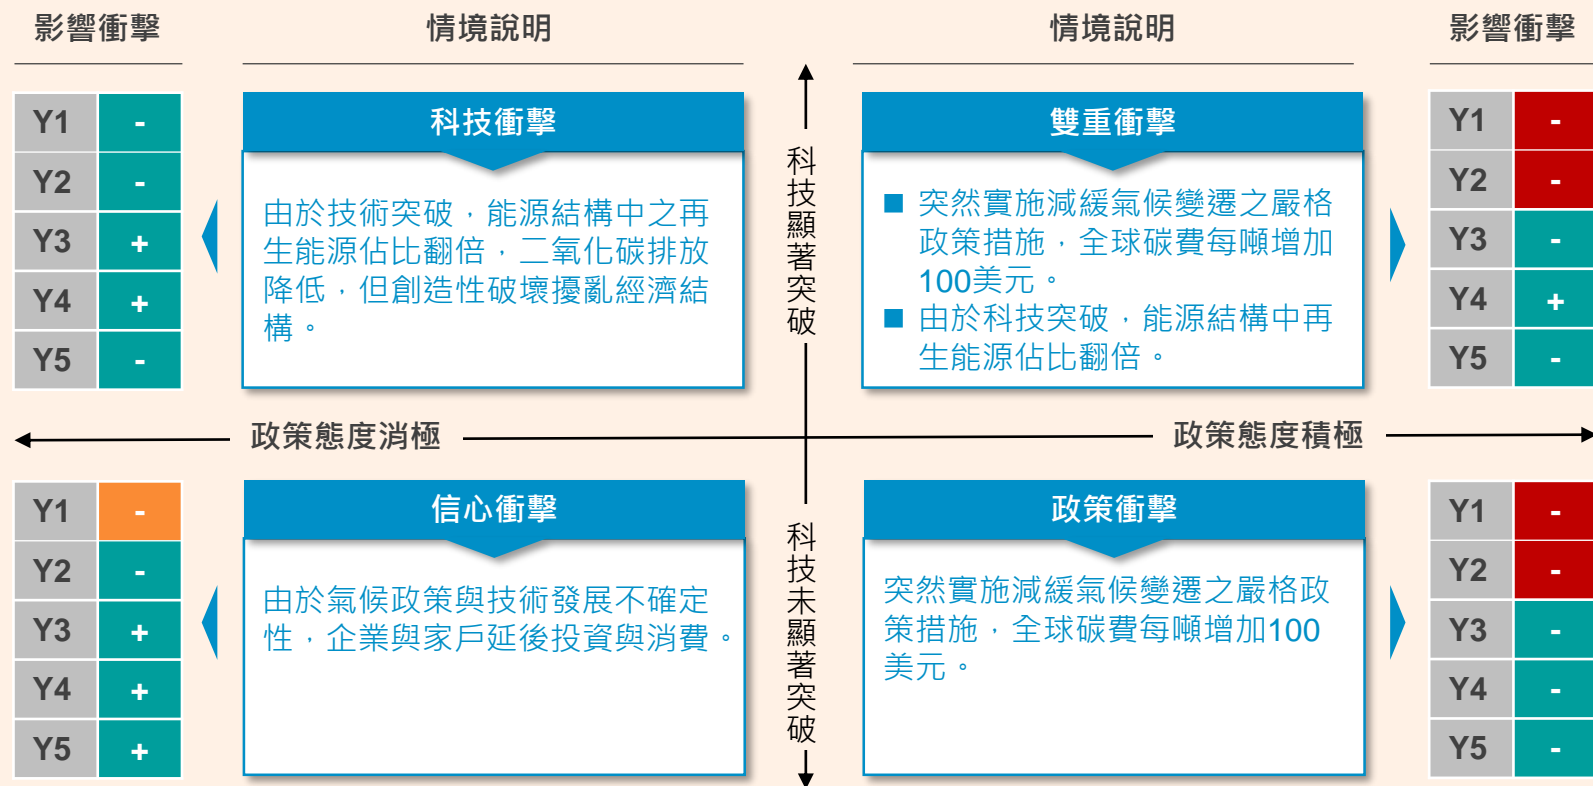 影響衝擊
情境說明
情境說明
影響衝擊
Y1 -
Y2 -
Y3 +
Y4 +
Y5 -
科技衝擊
由於技術突破，能源結構中之再
生能源佔比翻倍，二氧化碳排放
降低，但創造性破壞擾亂經濟結
構。
科技顯著突破
雙重衝擊
■ 突然實施減緩氣候變遷之嚴格
政策措施，全球碳費每噸增加
100美元。
■ 由於科技突破，能源結構中再
生能源佔比翻倍。
Y1 -
Y2 -
Y3 -
Y4 +
Y5 -
政策態度消極
政策態度積極
Y1 -
Y2 -
Y3 +
Y4 +
Y5 +
信心衝擊
由於氣候政策與技術發展不確定
性，企業與家戶延後投資與消費。
科技未顯著突破
政策衝擊
突然實施減緩氣候變遷之嚴格政
策措施，全球碳費每噸增加100
美元。
Y1 -
Y2 -
Y3 -
Y4 -
Y5 -